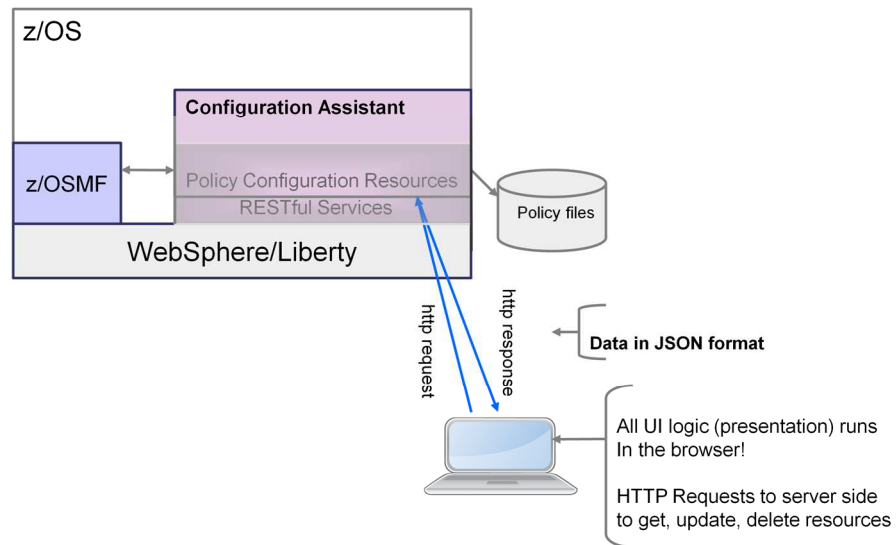 z/OS
Configuration Assistant
z/OSMF
Policy Configuration Resources
RESTful Services
Policy files
WebSphere/Liberty
http request
http response
Data in JSON format
All UI logic (presentation) runs
In the browser!
HTTP Requests to server side
to get, update, delete resources